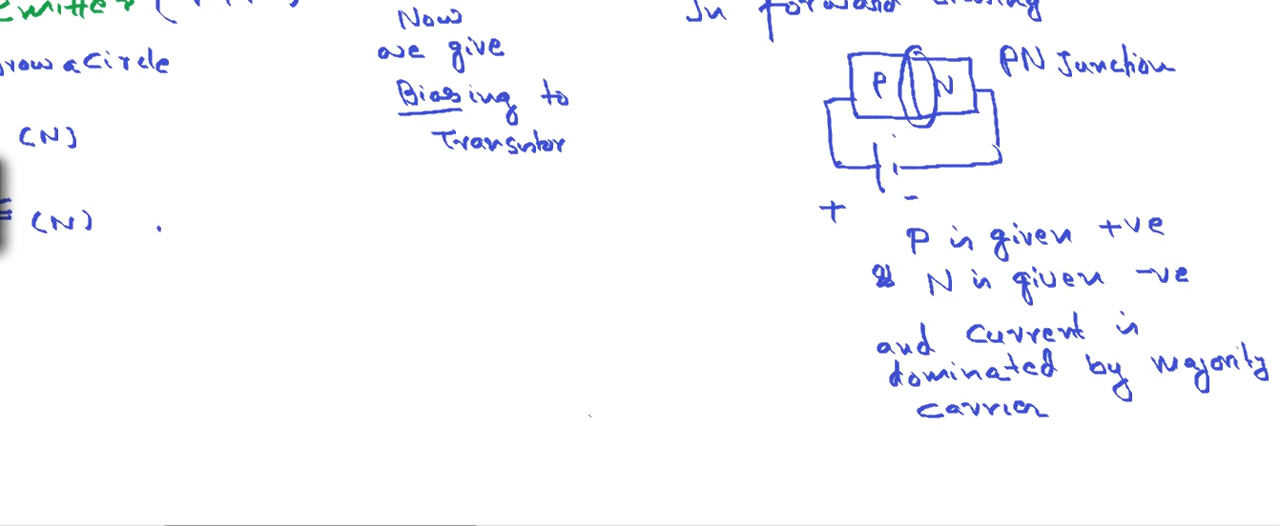 Emitter (
Draw a Circle
(N)
= (N)
Now
we give
Biasing to
Transistor
In forward biasing
P N
PN Junction
+ -
P is given +ve
& N is given -ve
and current is
dominated by majority
carrier